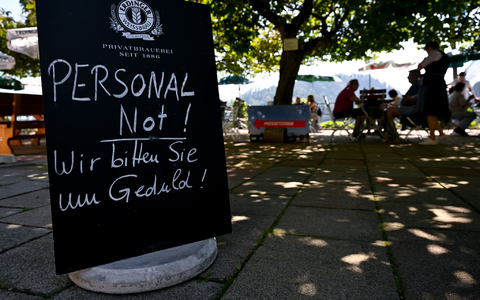 ERDINGER
PRIVATBRAUEREI
SEIT 1886
PERSONAL
Not!
Wir bitten Sie
um Geduld!